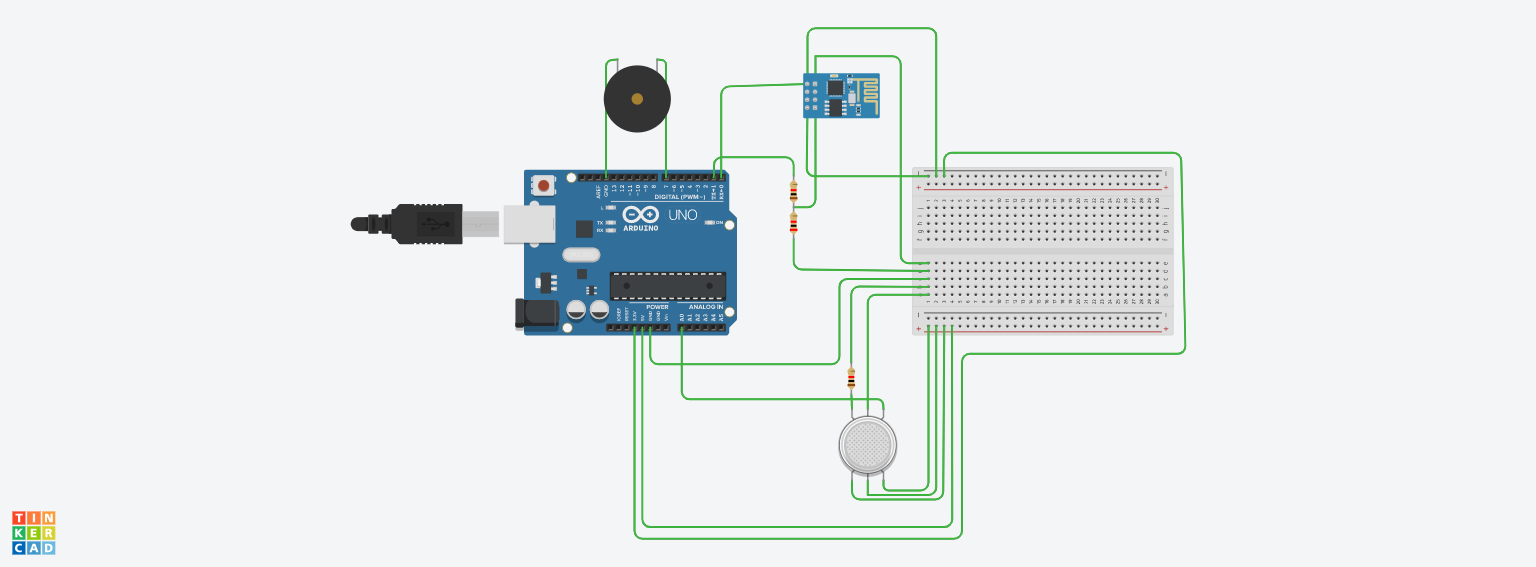 AREF
GND
13
12
~11
~10
~9
8
7
~6
~5
4
~3
2
TX→1
RX←0
DIGITAL (PWM~)
L
TX
RX
UNO
ON
ARDUINO
POWER
ANALOG IN
IOREF
RESET
3.3V
5V
GND
GND
Vin
A0
A1
A2
A3
A4
A5
TIN
KER
CAD